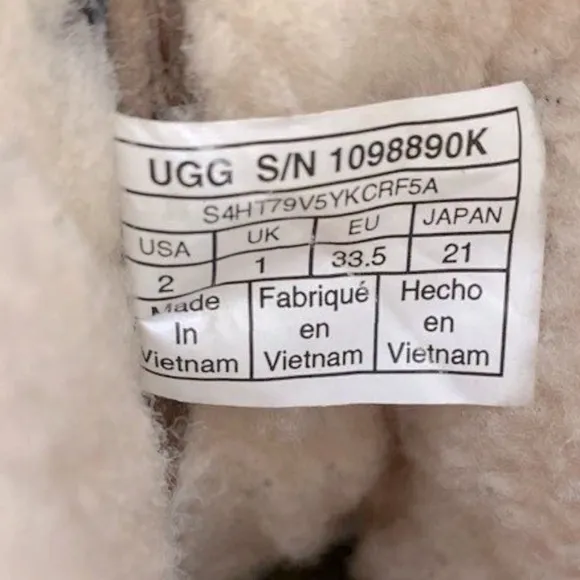 UGG S/N 1098890K
S4HT79V5YKCRF5A
USA UK EU JAPAN
2 1 33.5 21
Made Fabriqué Hecho
In en en
Vietnam Vietnam Vietnam